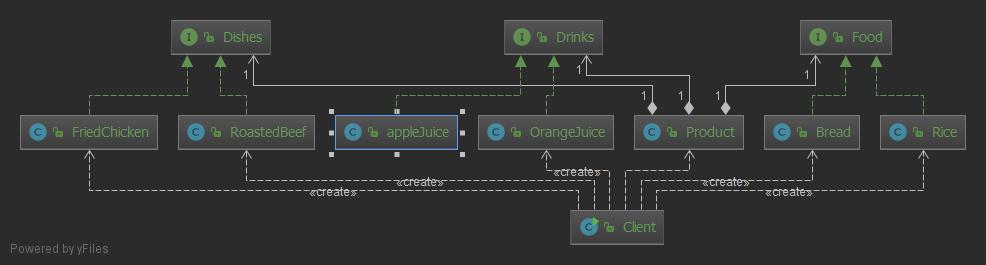 I Dishes
I Drinks
I Food
1
1
1
1
1
1
C FriedChicken
C RoastedBeef
C appleJuice
C OrangeJuice
C Product
C Bread
C Rice
«create»
«create»
«create»
«create»
«create»
C Client
Powered by yFiles